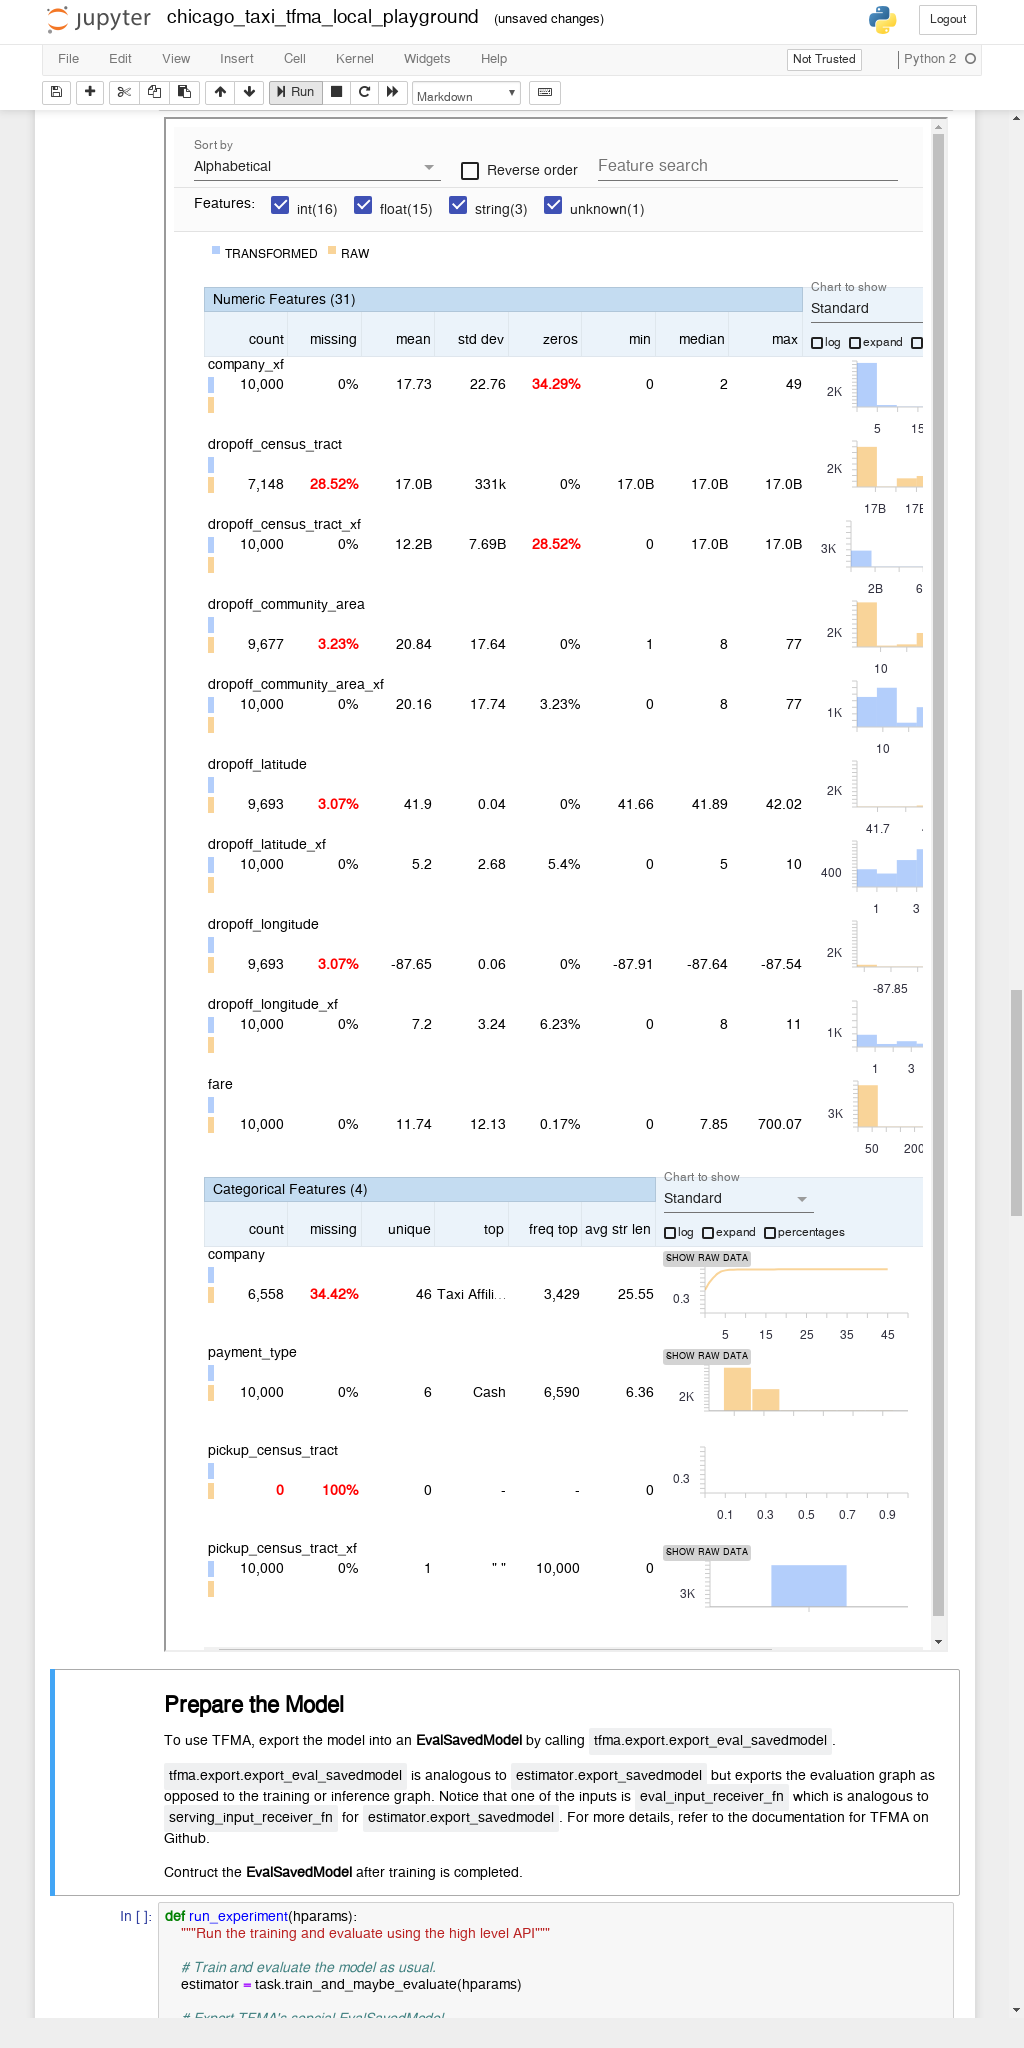 jupyter chicago_taxi_tfma_local_playground (unsaved changes) Logout
File Edit View Insert Cell Kernel Widgets Help Not Trusted Python 2
Run Markdown
Sort by
Alphabetical Reverse order Feature search
Features: int(16) float(15) string(3) unknown(1)
TRANSFORMED RAW
Chart to show
Numeric Features (31) Standard
count missing mean std dev zeros min median max log expand
company_xf
10,000 0% 17.73 22.76 34.29% 0 2 49 2K
5 15
dropoff_census_tract
2K
7,148 28.52% 17.0B 331k 0% 17.0B 17.0B 17.0B
17B
dropoff_census_tract_xf
10,000 0% 12.2B 7.69B 28.52% 0 17.0B 17.0B 3K
2B 6
dropoff_community_area
2K
9,677 3.23% 20.84 17.64 0% 1 8 77
10
dropoff_community_area_xf
10,000 0% 20.16 17.74 3.23% 0 8 77 1K
10
dropoff_latitude
2K
9,693 3.07% 41.9 0.04 0% 41.66 41.89 42.02
41.7
dropoff_latitude_xf
10,000 0% 5.2 2.68 5.4% 0 5 10 400
1 3
dropoff_longitude
2K
9,693 3.07% -87.65 0.06 0% -87.91 -87.64 -87.54
-87.85
dropoff_longitude_xf
10,000 0% 7.2 3.24 6.23% 0 8 11 1K
1 3
fare
3K
10,000 0% 11.74 12.13 0.17% 0 7.85 700.07
50 200
Chart to show
Categorical Features (4) Standard
count missing unique top freq top avg str len log expand percentages
company SHOW RAW DATA
6,558 34.42% 46 Taxi Affili... 3,429 25.55 0.3
5 15 25 35 45
payment_type SHOW RAW DATA
10,000 0% 6 Cash 6,590 6.36 2K
pickup_census_tract
0.3
0 100% 0 - - 0
0.1 0.3 0.5 0.7 0.9
pickup_census_tract_xf SHOW RAW DATA
10,000 0% 1 " " 10,000 0
3K
Prepare the Model
To use TFMA, export the model into an EvalSavedModel by calling tfma.export.export_eval_savedmodel .
tfma.export.export_eval_savedmodel is analogous to estimator.export_savedmodel but exports the evaluation graph as
opposed to the training or inference graph. Notice that one of the inputs is eval_input_receiver_fn which is analogous to
serving_input_receiver_fn for estimator.export_savedmodel . For more details, refer to the documentation for TFMA on
Github.
Contruct the EvalSavedModel after training is completed.
In [ ]: def run_experiment(hparams):
"""Run the training and evaluate using the high level API"""
# Train and evaluate the model as usual.
estimator = task.train_and_maybe_evaluate(hparams)
# Export TFMA's sepcial EvalSavedModel